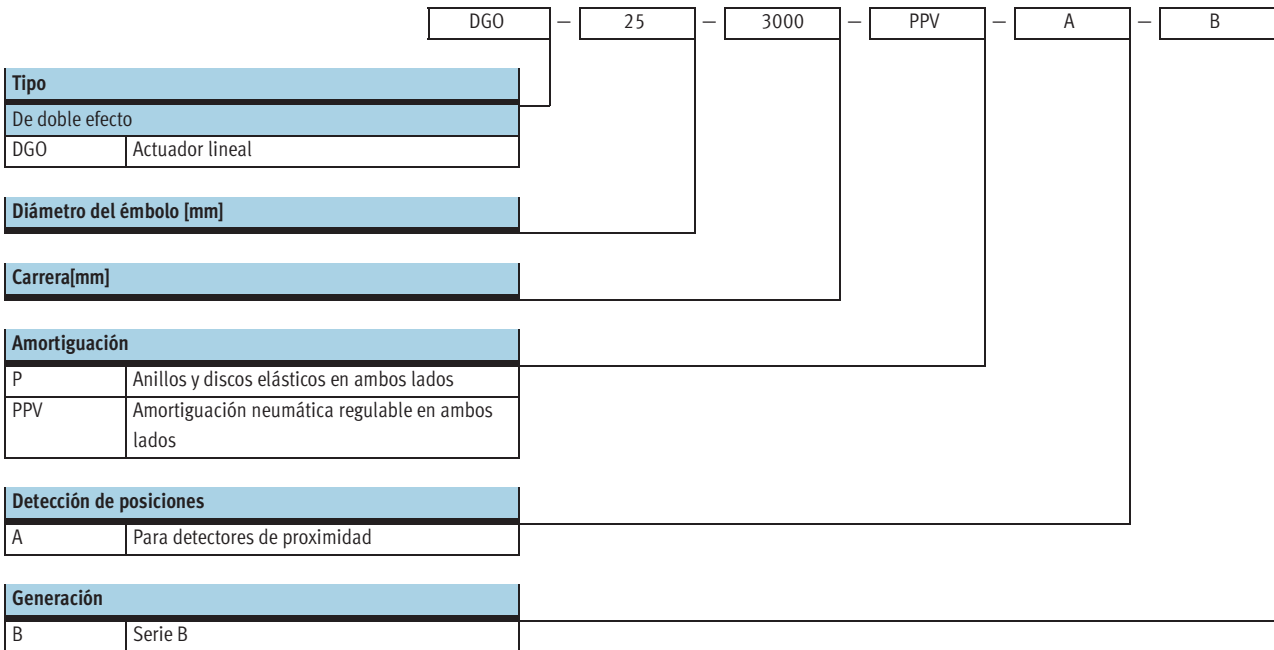 DGO – 25 – 3000 – PPV – A – B
Tipo
De doble efecto
DGO Actuador lineal
Diámetro del émbolo [mm]
Carrera[mm]
Amortiguación
P Anillos y discos elásticos en ambos lados
PPV Amortiguación neumática regulable en ambos
lados
Detección de posiciones
A Para detectores de proximidad
Generación
B Serie B